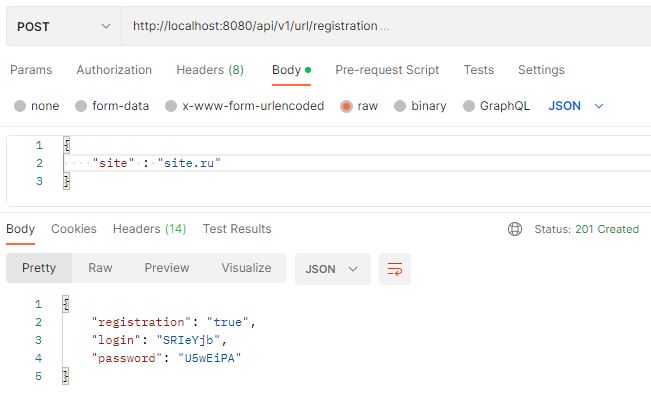 POST http://localhost:8080/api/v1/url/registration ...
Params Authorization Headers (8) Body Pre-request Script Tests Settings
none form-data x-www-form-urlencoded raw binary GraphQL JSON
1 {
2 "site" : "site.ru"
3 }
Body Cookies Headers (14) Test Results Status: 201 Created
Pretty Raw Preview Visualize JSON
1 {
2 "registration": "true",
3 "login": "SRIeYjb",
4 "password": "U5wEiPA"
5 }